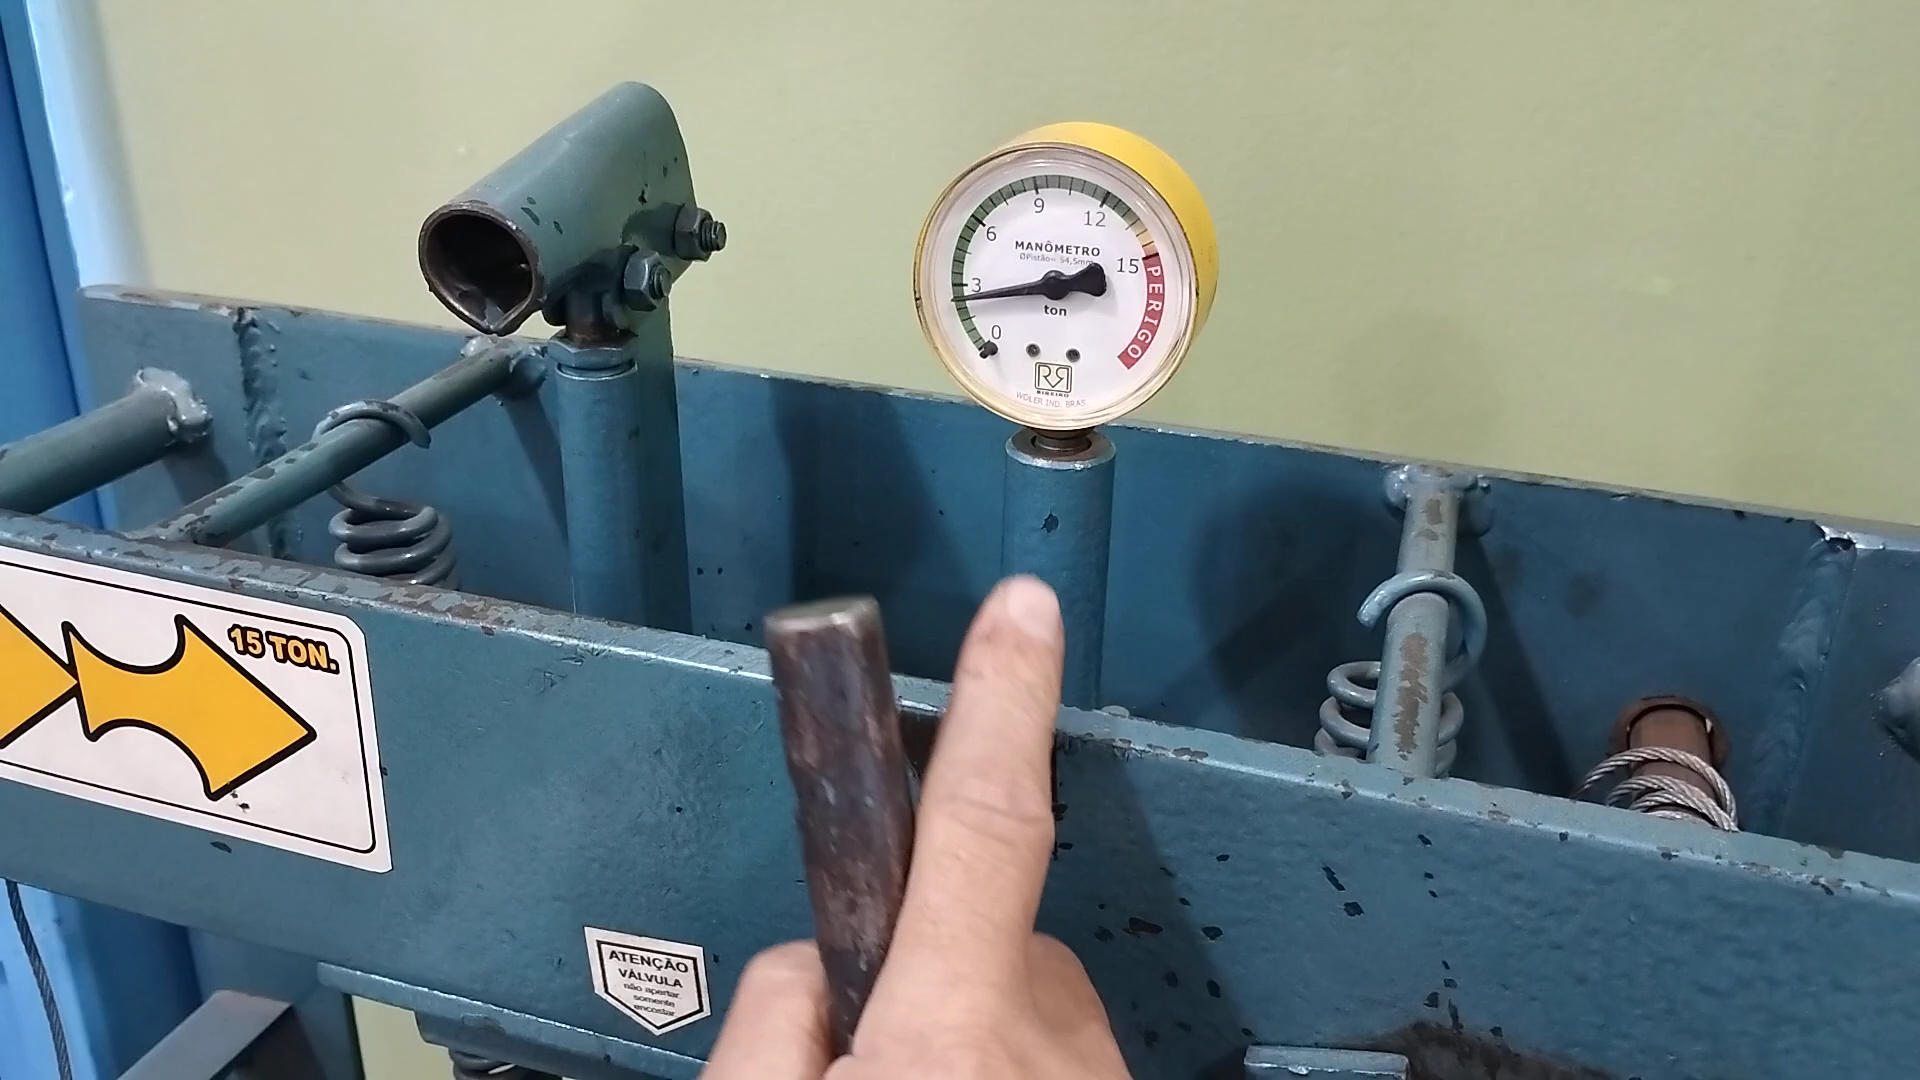 9
12
6
MANÔMETRO
ØPistão= 54,5mm
15
3
ton
0
PERIGO
RR
RIBEIRO
WOLER IND. BRAS.
15 TON.
ATENÇÃO
VÁLVULA
não apertar,
somente
encostar